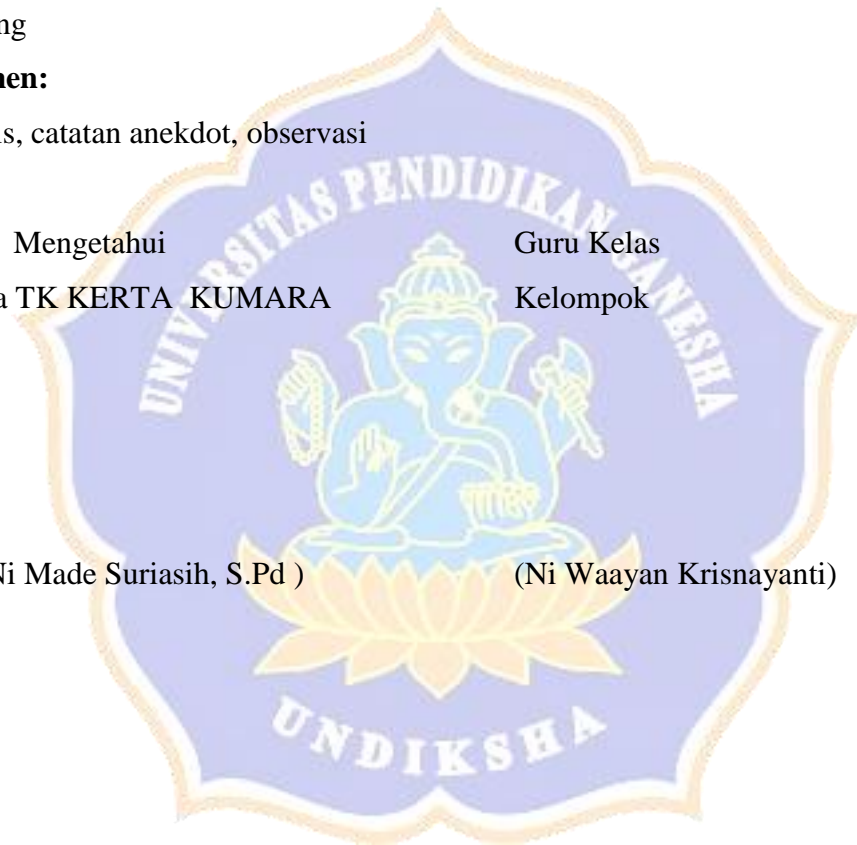 ng
nen:
is, catatan anekdot, observasi
Mengetahui Guru Kelas
a TK KERTA KUMARA Kelompok
UNIVERSITAS PENDIDIKAN GANESHA
Ni Made Suriasih, S.Pd ) (Ni Waayan Krisnayanti)
UNDIKSHA